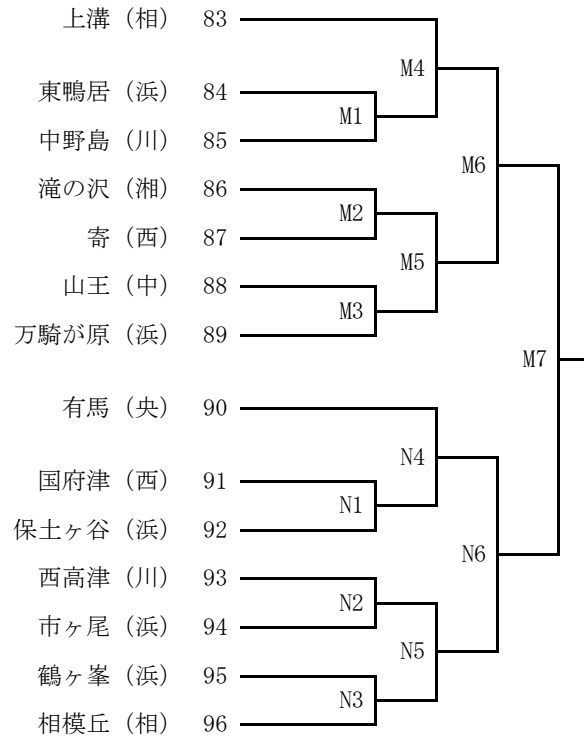 上溝（相） 83
M4
東鴨居（浜） 84
M1
中野島（川） 85
M6
滝の沢（湘） 86
M2
寄（西） 87
M5
山王（中） 88
M3
万騎が原（浜） 89
M7
有馬（央） 90
N4
国府津（西） 91
N1
保土ヶ谷（浜） 92
N6
西高津（川） 93
N2
市ヶ尾（浜） 94
N5
鶴ヶ峯（浜） 95
N3
相模丘（相） 96